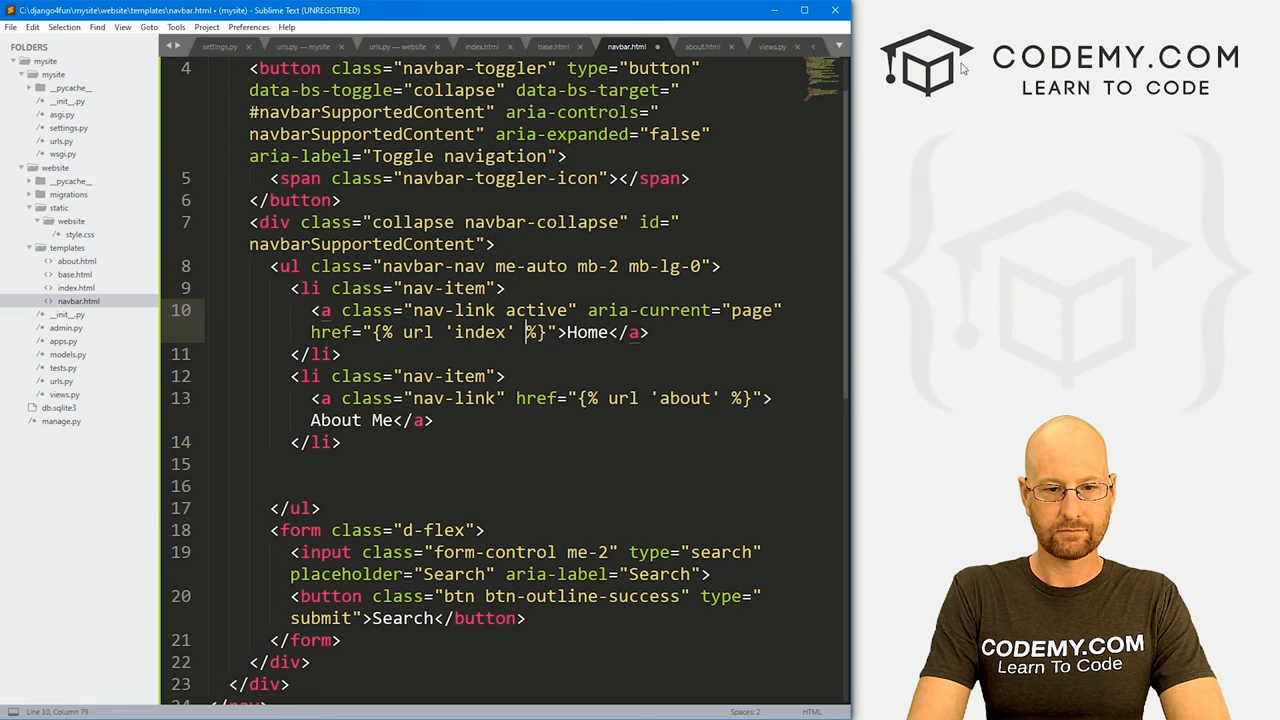 C:\django4fun\mysite\website\templates\navbar.html • (mysite) - Sublime Text (UNREGISTERED)
File Edit Selection Find View Goto Tools Project Preferences Help
FOLDERS
mysite
mysite
__pycache__
__init__.py
asgi.py
settings.py
urls.py
wsgi.py
website
__pycache__
migrations
static
website
style.css
templates
about.html
base.html
index.html
navbar.html
__init__.py
admin.py
apps.py
models.py
tests.py
urls.py
views.py
db.sqlite3
manage.py
settings.py urls.py — mysite urls.py — website index.html base.html navbar.html about.html views.py
4 <button class="navbar-toggler" type="button"
data-bs-toggle="collapse" data-bs-target="
#navbarSupportedContent" aria-controls="
navbarSupportedContent" aria-expanded="false"
aria-label="Toggle navigation">
5 <span class="navbar-toggler-icon"></span>
6 </button>
7 <div class="collapse navbar-collapse" id="
navbarSupportedContent">
8 <ul class="navbar-nav me-auto mb-2 mb-lg-0">
9 <li class="nav-item">
10 <a class="nav-link active" aria-current="page"
href="{% url 'index' %}">Home</a>
11 </li>
12 <li class="nav-item">
13 <a class="nav-link" href="{% url 'about' %}">
About Me</a>
14 </li>
15
16
17 </ul>
18 <form class="d-flex">
19 <input class="form-control me-2" type="search"
placeholder="Search" aria-label="Search">
20 <button class="btn btn-outline-success" type="
submit">Search</button>
21 </form>
22 </div>
23 </div>
24 </nav>
Line 10, Column 79
Spaces: 2
HTML
CODEMY.COM
LEARN TO CODE
CODEMY.COM
Learn To Code